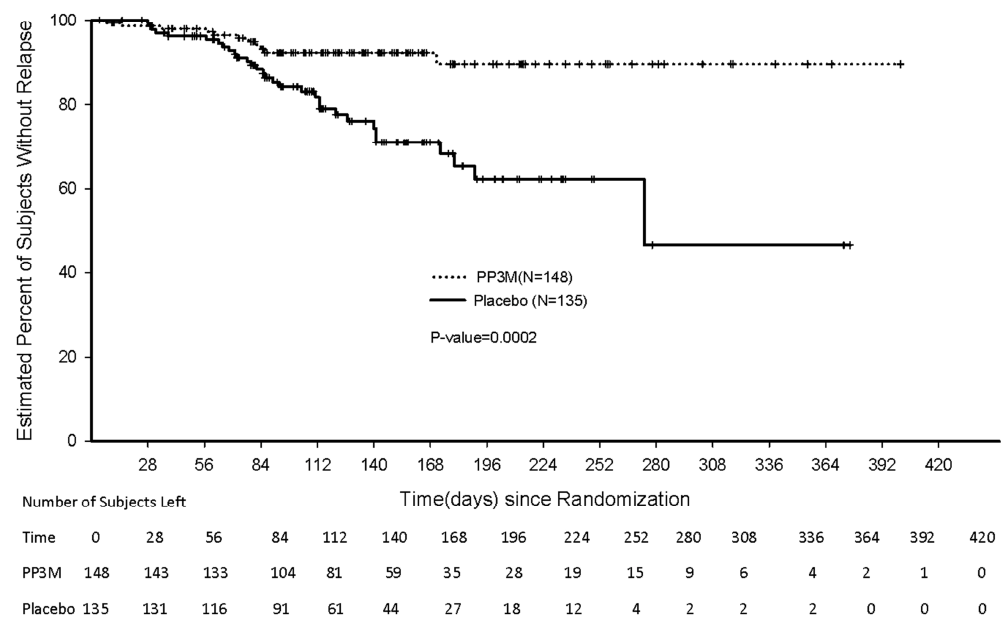 Estimated Percent of Subjects Without Relapse
100
80
60
40
20
0
PP3M(N=148)
Placebo (N=135)
P-value=0.0002
28 56 84 112 140 168 196 224 252 280 308 336 364 392 420
Time(days) since Randomization
Number of Subjects Left
Time 0 28 56 84 112 140 168 196 224 252 280 308 336 364 392 420
PP3M 148 143 133 104 81 59 35 28 19 15 9 6 4 2 1 0
Placebo 135 131 116 91 61 44 27 18 12 4 2 2 2 0 0 0